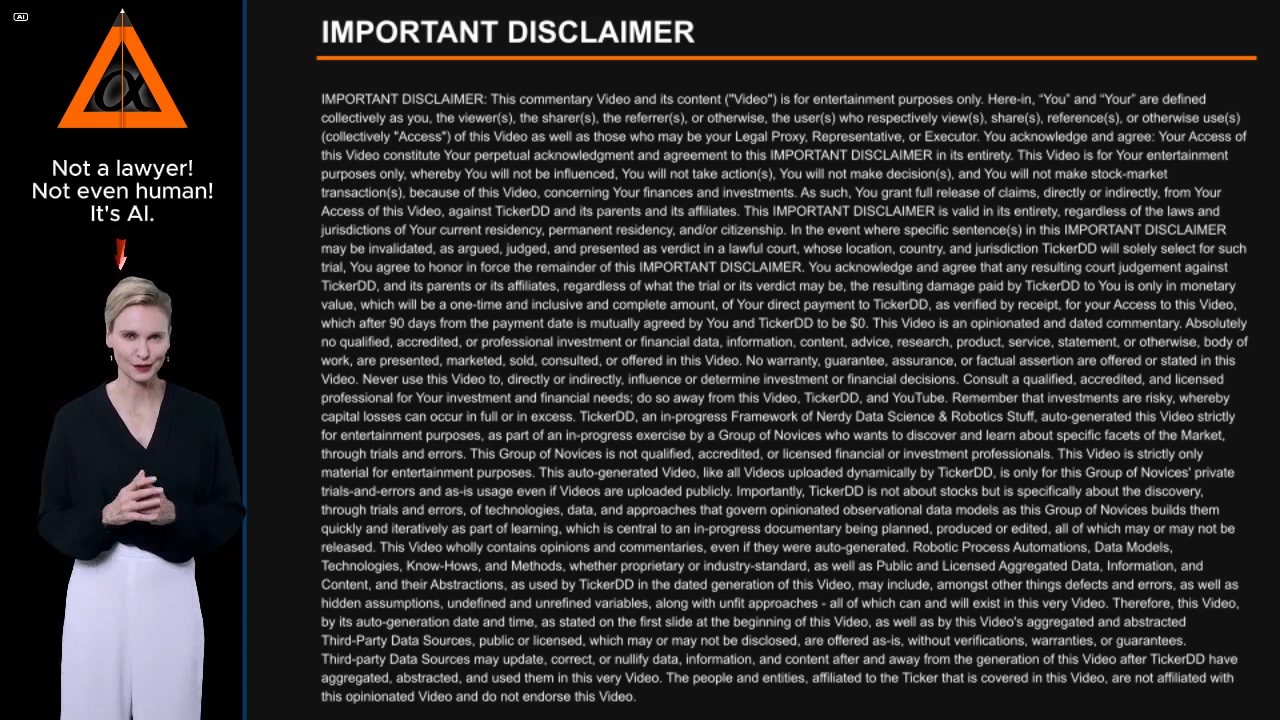 AI
α
Not a lawyer!
Not even human!
It's AI.
IMPORTANT DISCLAIMER
IMPORTANT DISCLAIMER: This commentary Video and its content ("Video") is for entertainment purposes only. Here-in, “You” and “Your” are defined
collectively as you, the viewer(s), the sharer(s), the referrer(s), or otherwise, the user(s) who respectively view(s), share(s), reference(s), or otherwise use(s)
(collectively "Access") of this Video as well as those who may be your Legal Proxy, Representative, or Executor. You acknowledge and agree: Your Access of
this Video constitute Your perpetual acknowledgment and agreement to this IMPORTANT DISCLAIMER in its entirety. This Video is for Your entertainment
purposes only, whereby You will not be influenced, You will not take action(s), You will not make decision(s), and You will not make stock-market
transaction(s), because of this Video, concerning Your finances and investments. As such, You grant full release of claims, directly or indirectly, from Your
Access of this Video, against TickerDD and its parents and its affiliates. This IMPORTANT DISCLAIMER is valid in its entirety, regardless of the laws and
jurisdictions of Your current residency, permanent residency, and/or citizenship. In the event where specific sentence(s) in this IMPORTANT DISCLAIMER
may be invalidated, as argued, judged, and presented as verdict in a lawful court, whose location, country, and jurisdiction TickerDD will solely select for such
trial, You agree to honor in force the remainder of this IMPORTANT DISCLAIMER. You acknowledge and agree that any resulting court judgement against
TickerDD, and its parents or its affiliates, regardless of what the trial or its verdict may be, the resulting damage paid by TickerDD to You is only in monetary
value, which will be a one-time and inclusive and complete amount, of Your direct payment to TickerDD, as verified by receipt, for your Access to this Video,
which after 90 days from the payment date is mutually agreed by You and TickerDD to be $0. This Video is an opinionated and dated commentary. Absolutely
no qualified, accredited, or professional investment or financial data, information, content, advice, research, product, service, statement, or otherwise, body of
work, are presented, marketed, sold, consulted, or offered in this Video. No warranty, guarantee, assurance, or factual assertion are offered or stated in this
Video. Never use this Video to, directly or indirectly, influence or determine investment or financial decisions. Consult a qualified, accredited, and licensed
professional for Your investment and financial needs; do so away from this Video, TickerDD, and YouTube. Remember that investments are risky, whereby
capital losses can occur in full or in excess. TickerDD, an in-progress Framework of Nerdy Data Science & Robotics Stuff, auto-generated this Video strictly
for entertainment purposes, as part of an in-progress exercise by a Group of Novices who wants to discover and learn about specific facets of the Market,
through trials and errors. This Group of Novices is not qualified, accredited, or licensed financial or investment professionals. This Video is strictly only
material for entertainment purposes. This auto-generated Video, like all Videos uploaded dynamically by TickerDD, is only for this Group of Novices' private
trials-and-errors and as-is usage even if Videos are uploaded publicly. Importantly, TickerDD is not about stocks but is specifically about the discovery,
through trials and errors, of technologies, data, and approaches that govern opinionated observational data models as this Group of Novices builds them
quickly and iteratively as part of learning, which is central to an in-progress documentary being planned, produced or edited, all of which may or may not be
released. This Video wholly contains opinions and commentaries, even if they were auto-generated. Robotic Process Automations, Data Models,
Technologies, Know-Hows, and Methods, whether proprietary or industry-standard, as well as Public and Licensed Aggregated Data, Information, and
Content, and their Abstractions, as used by TickerDD in the dated generation of this Video, may include, amongst other things defects and errors, as well as
hidden assumptions, undefined and unrefined variables, along with unfit approaches - all of which can and will exist in this very Video. Therefore, this Video,
by its auto-generation date and time, as stated on the first slide at the beginning of this Video, as well as by this Video's aggregated and abstracted
Third-Party Data Sources, public or licensed, which may or may not be disclosed, are offered as-is, without verifications, warranties, or guarantees.
Third-party Data Sources may update, correct, or nullify data, information, and content after and away from the generation of this Video after TickerDD have
aggregated, abstracted, and used them in this very Video. The people and entities, affiliated to the Ticker that is covered in this Video, are not affiliated with
this opinionated Video and do not endorse this Video.